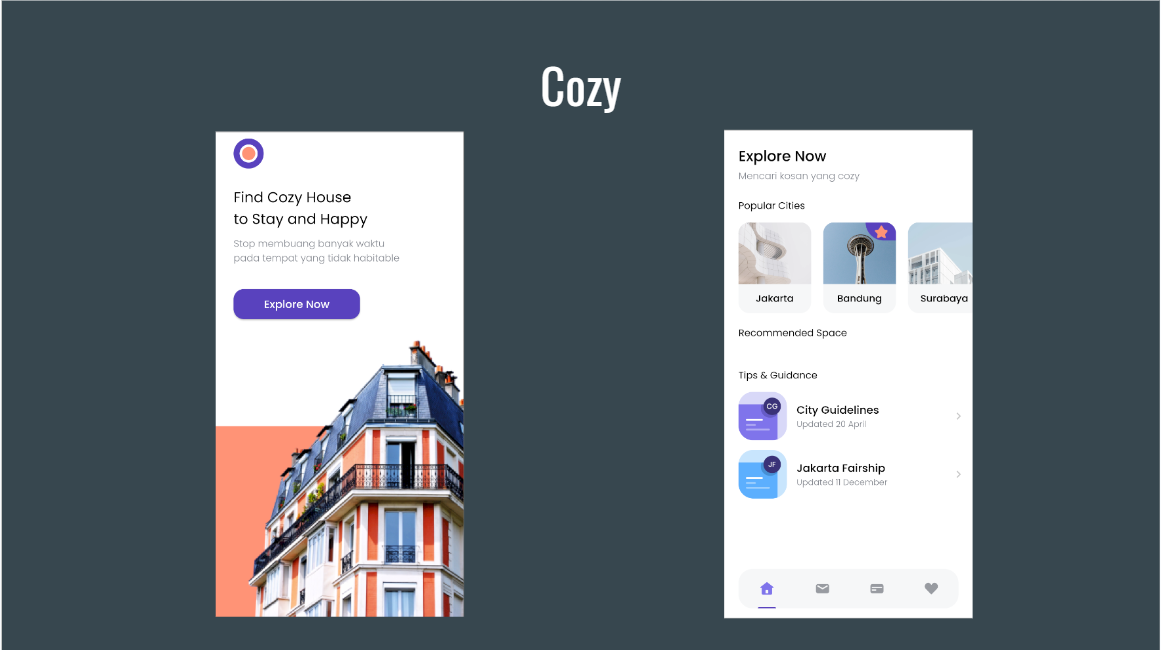 Cozy
Find Cozy House
to Stay and Happy
Stop membuang banyak waktu
pada tempat yang tidak habitable
Explore Now
Explore Now
Mencari kosan yang cozy
Popular Cities
Jakarta
Bandung
Surabaya
Recommended Space
Tips & Guidance
CG
City Guidelines
Updated 20 April
JF
Jakarta Fairship
Updated 11 December